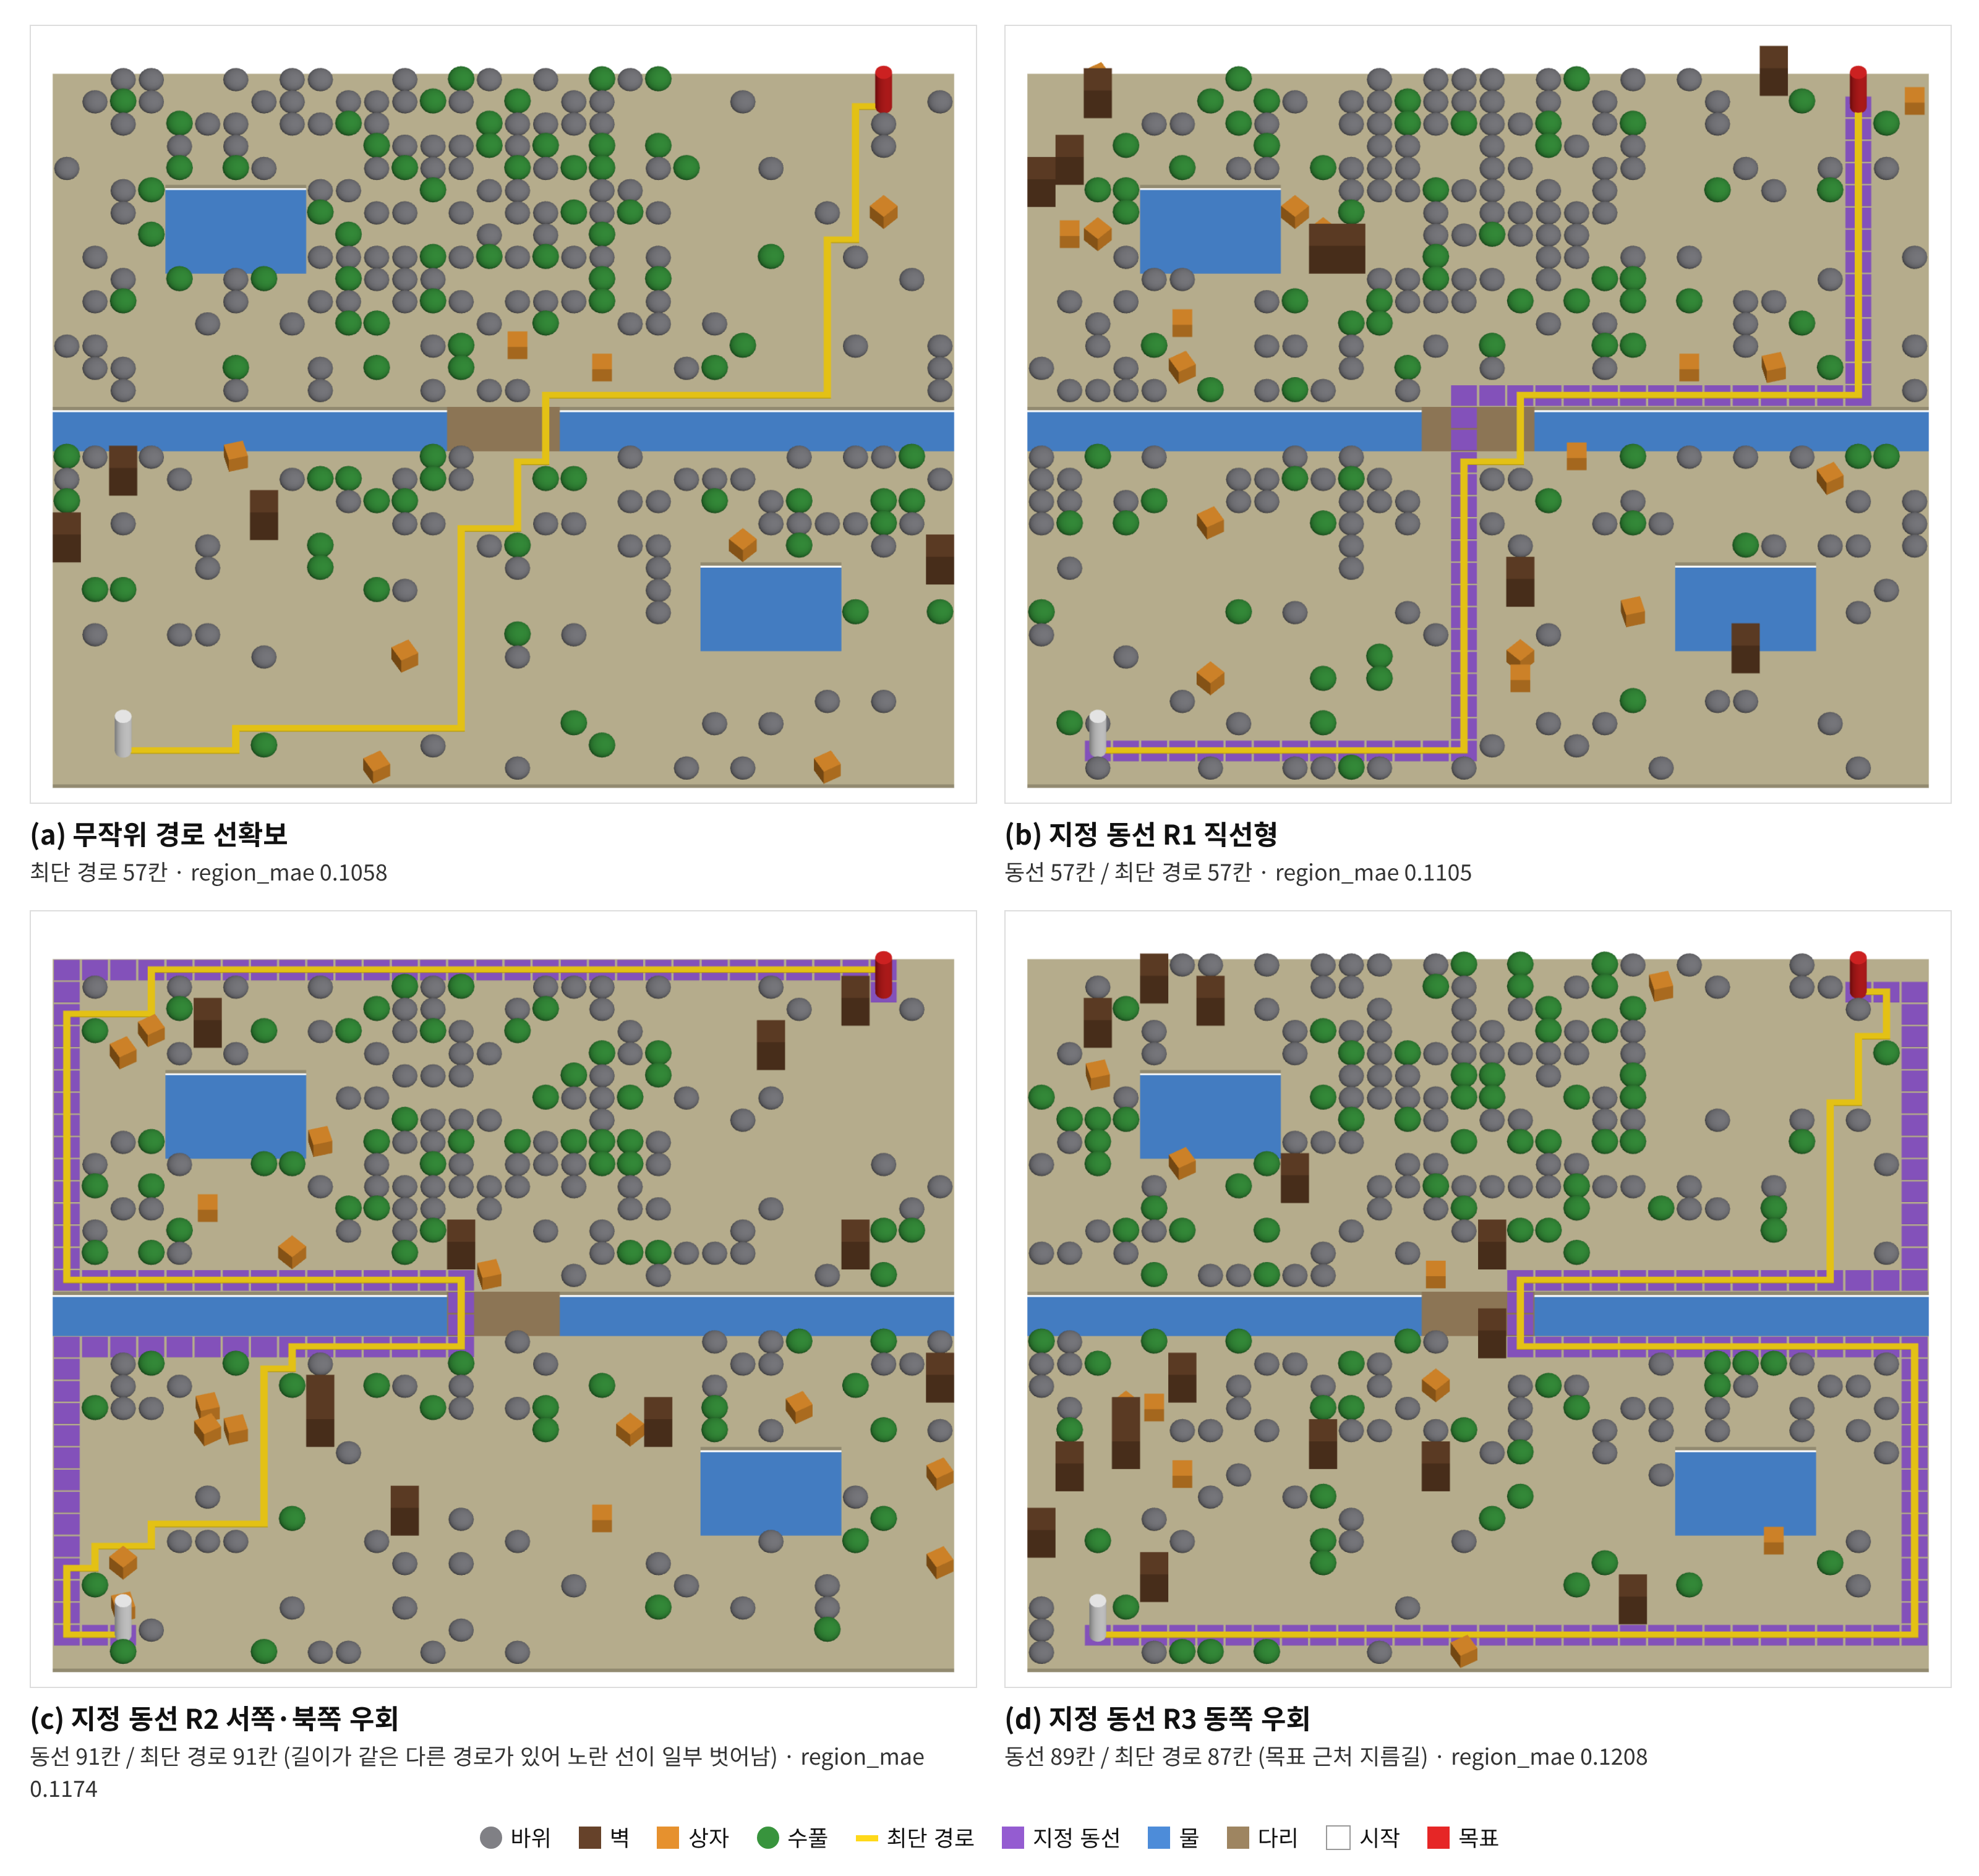 (a) 무작위 경로 선확보
최단 경로 57칸 · region_mae 0.1058
(b) 지정 동선 R1 직선형
동선 57칸 / 최단 경로 57칸 · region_mae 0.1105
(c) 지정 동선 R2 서쪽·북쪽 우회
동선 91칸 / 최단 경로 91칸 (길이가 같은 다른 경로가 있어 노란 선이 일부 벗어남) · region_mae
0.1174
(d) 지정 동선 R3 동쪽 우회
동선 89칸 / 최단 경로 87칸 (목표 근처 지름길) · region_mae 0.1208
바위 벽 상자 수풀 최단 경로 지정 동선 물 다리 시작 목표